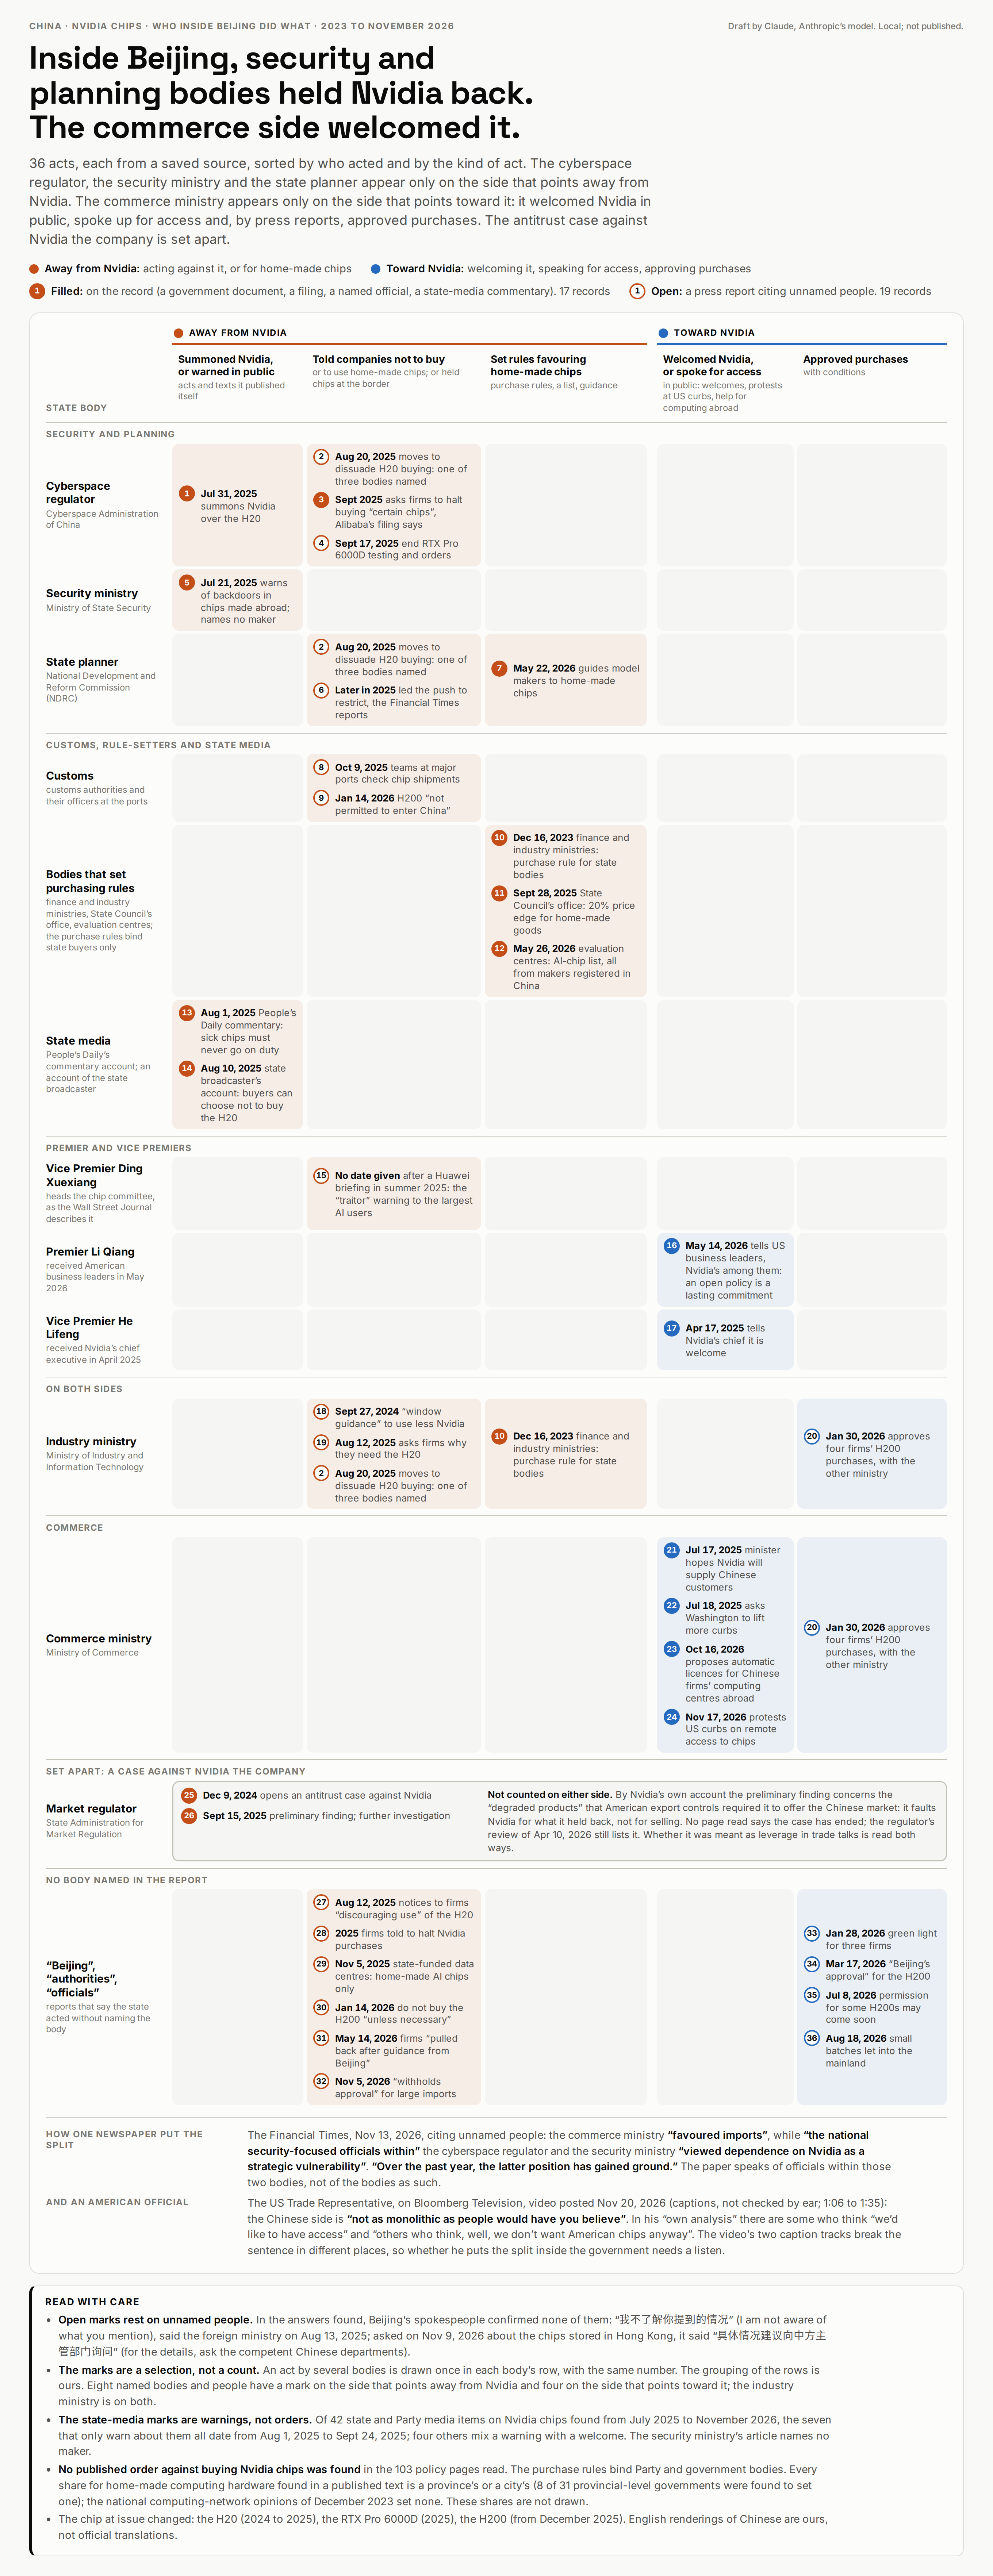 CHINA · NVIDIA CHIPS · WHO INSIDE BEIJING DID WHAT · 2023 TO NOVEMBER 2026
Draft by Claude, Anthropic's model. Local; not published.
Inside Beijing, security and
planning bodies held Nvidia back.
The commerce side welcomed it.
36 acts, each from a saved source, sorted by who acted and by the kind of act. The cyberspace
regulator, the security ministry and the state planner appear only on the side that points away from
Nvidia. The commerce ministry appears only on the side that points toward it: it welcomed Nvidia in
public, spoke up for access and, by press reports, approved purchases. The antitrust case against
Nvidia the company is set apart.
Away from Nvidia: acting against it, or for home-made chips
Toward Nvidia: welcoming it, speaking for access, approving purchases
1 Filled: on the record (a government document, a filing, a named official, a state-media commentary). 17 records
1 Open: a press report citing unnamed people. 19 records
AWAY FROM NVIDIA
TOWARD NVIDIA
STATE BODY
Summoned Nvidia,
or warned in public
acts and texts it published
itself
Told companies not to buy
or to use home-made chips; or held
chips at the border
Set rules favouring
home-made chips
purchase rules, a list, guidance
Welcomed Nvidia,
or spoke for access
in public: welcomes, protests
at US curbs, help for
computing abroad
Approved purchases
with conditions
SECURITY AND PLANNING
Cyberspace
regulator
Cyberspace Administration
of China
1 Jul 31, 2025
summons Nvidia
over the H20
2 Aug 20, 2025 moves to
dissuade H20 buying: one of
three bodies named
3 Sept 2025 asks firms to halt
buying “certain chips”,
Alibaba’s filing says
4 Sept 17, 2025 end RTX Pro
6000D testing and orders
Security ministry
Ministry of State Security
5 Jul 21, 2025 warns
of backdoors in
chips made abroad;
names no maker
State planner
National Development and
Reform Commission
(NDRC)
2 Aug 20, 2025 moves to
dissuade H20 buying: one of
three bodies named
6 Later in 2025 led the push to
restrict, the Financial Times
reports
7 May 22, 2026 guides model
makers to home-made
chips
CUSTOMS, RULE-SETTERS AND STATE MEDIA
Customs
customs authorities and
their officers at the ports
8 Oct 9, 2025 teams at major
ports check chip shipments
9 Jan 14, 2026 H200 “not
permitted to enter China”
Bodies that set
purchasing rules
finance and industry
ministries, State Council’s
office, evaluation centres;
the purchase rules bind
state buyers only
10 Dec 16, 2023 finance and
industry ministries:
purchase rule for state
bodies
11 Sept 28, 2025 State
Council’s office: 20% price
edge for home-made
goods
12 May 26, 2026 evaluation
centres: AI-chip list, all
from makers registered in
China
State media
People’s Daily’s
commentary account; an
account of the state
broadcaster
13 Aug 1, 2025 People’s
Daily commentary:
sick chips must
never go on duty
14 Aug 10, 2025 state
broadcaster’s
account: buyers can
choose not to buy
the H20
PREMIER AND VICE PREMIERS
Vice Premier Ding
Xuexiang
heads the chip committee,
as the Wall Street Journal
describes it
15 No date given after a Huawei
briefing in summer 2025: the
“traitor” warning to the largest
AI users
Premier Li Qiang
received American
business leaders in May
2026
16 May 14, 2026 tells US
business leaders,
Nvidia’s among them:
an open policy is a
lasting commitment
Vice Premier He
Lifeng
received Nvidia’s chief
executive in April 2025
17 Apr 17, 2025 tells
Nvidia’s chief it is
welcome
ON BOTH SIDES
Industry ministry
Ministry of Industry and
Information Technology
18 Sept 27, 2024 “window
guidance” to use less Nvidia
19 Aug 12, 2025 asks firms why
they need the H20
2 Aug 20, 2025 moves to
dissuade H20 buying: one of
three bodies named
10 Dec 16, 2023 finance and
industry ministries:
purchase rule for state
bodies
20 Jan 30, 2026 approves
four firms’ H200
purchases, with the
other ministry
COMMERCE
Commerce ministry
Ministry of Commerce
21 Jul 17, 2025 minister
hopes Nvidia will
supply Chinese
customers
22 Jul 18, 2025 asks
Washington to lift
more curbs
23 Oct 16, 2026
proposes automatic
licences for Chinese
firms’ computing
centres abroad
24 Nov 17, 2026 protests
US curbs on remote
access to chips
20 Jan 30, 2026 approves
four firms’ H200
purchases, with the
other ministry
SET APART: A CASE AGAINST NVIDIA THE COMPANY
Market regulator
State Administration for
Market Regulation
25 Dec 9, 2024 opens an antitrust case against Nvidia
26 Sept 15, 2025 preliminary finding; further investigation
Not counted on either side. By Nvidia’s own account the preliminary finding concerns the
“degraded products” that American export controls required it to offer the Chinese market: it faults
Nvidia for what it held back, not for selling. No page read says the case has ended; the regulator’s
review of Apr 10, 2026 still lists it. Whether it was meant as leverage in trade talks is read both
ways.
NO BODY NAMED IN THE REPORT
“Beijing”,
“authorities”,
“officials”
reports that say the state
acted without naming the
body
27 Aug 12, 2025 notices to firms
“discouraging use” of the H20
28 2025 firms told to halt Nvidia
purchases
29 Nov 5, 2025 state-funded data
centres: home-made AI chips
only
30 Jan 14, 2026 do not buy the
H200 “unless necessary”
31 May 14, 2026 firms “pulled
back after guidance from
Beijing”
32 Nov 5, 2026 “withholds
approval” for large imports
33 Jan 28, 2026 green light
for three firms
34 Mar 17, 2026 “Beijing’s
approval” for the H200
35 Jul 8, 2026 permission
for some H200s may
come soon
36 Aug 18, 2026 small
batches let into the
mainland
HOW ONE NEWSPAPER PUT THE
SPLIT
The Financial Times, Nov 13, 2026, citing unnamed people: the commerce ministry “favoured imports”, while “the national
security-focused officials within” the cyberspace regulator and the security ministry “viewed dependence on Nvidia as a
strategic vulnerability”. “Over the past year, the latter position has gained ground.” The paper speaks of officials within those
two bodies, not of the bodies as such.
AND AN AMERICAN OFFICIAL
The US Trade Representative, on Bloomberg Television, video posted Nov 20, 2026 (captions, not checked by ear; 1:06 to 1:35):
the Chinese side is “not as monolithic as people would have you believe”. In his “own analysis” there are some who think “we’d
like to have access” and “others who think, well, we don’t want American chips anyway”. The video’s two caption tracks break the
sentence in different places, so whether he puts the split inside the government needs a listen.
READ WITH CARE
• Open marks rest on unnamed people. In the answers found, Beijing’s spokespeople confirmed none of them: “我不了解你提到的情况” (I am not aware of
what you mention), said the foreign ministry on Aug 13, 2025; asked on Nov 9, 2026 about the chips stored in Hong Kong, it said “具体情况建议向中方主
管部门询问” (for the details, ask the competent Chinese departments).
• The marks are a selection, not a count. An act by several bodies is drawn once in each body’s row, with the same number. The grouping of the rows is
ours. Eight named bodies and people have a mark on the side that points away from Nvidia and four on the side that points toward it; the industry
ministry is on both.
• The state-media marks are warnings, not orders. Of 42 state and Party media items on Nvidia chips found from July 2025 to November 2026, the seven
that only warn about them all date from Aug 1, 2025 to Sept 24, 2025; four others mix a warning with a welcome. The security ministry’s article names no
maker.
• No published order against buying Nvidia chips was found in the 103 policy pages read. The purchase rules bind Party and government bodies. Every
share for home-made computing hardware found in a published text is a province’s or a city’s (8 of 31 provincial-level governments were found to set
one); the national computing-network opinions of December 2023 set none. These shares are not drawn.
• The chip at issue changed: the H20 (2024 to 2025), the RTX Pro 6000D (2025), the H200 (from December 2025). English renderings of Chinese are ours,
not official translations.